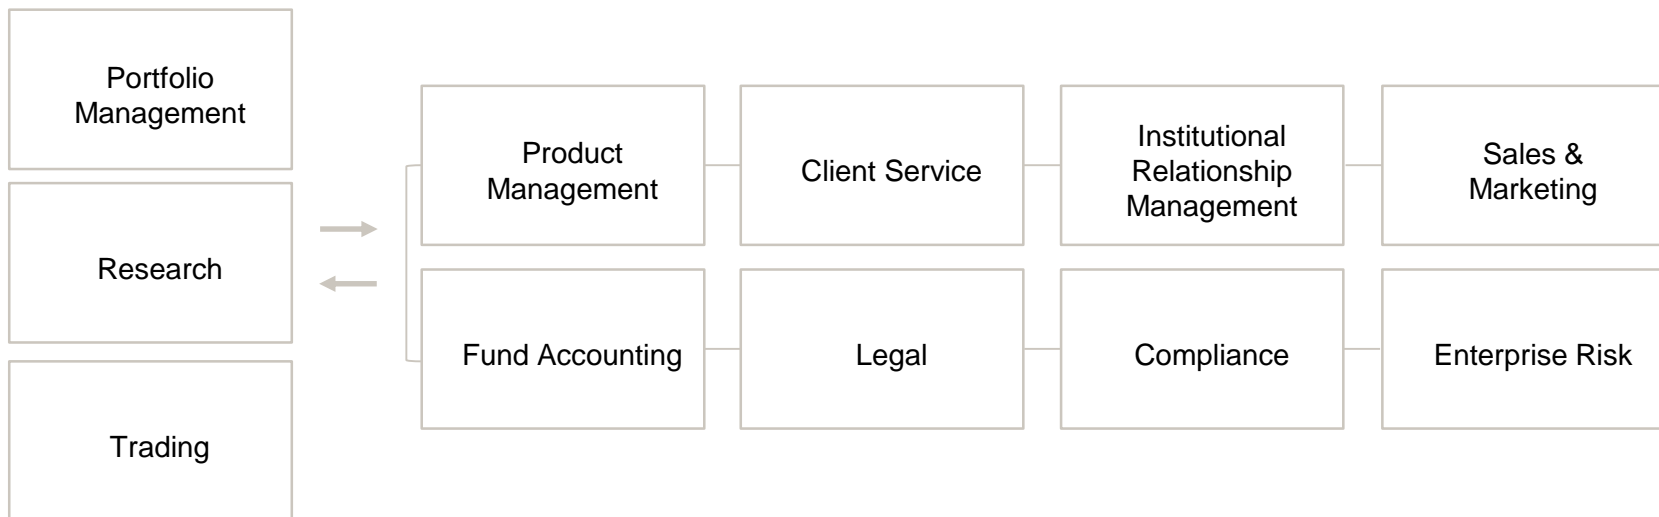 Portfolio
Management
Research
Trading
Product
Management
Client Service
Institutional
Relationship
Management
Sales &
Marketing
Fund Accounting
Legal
Compliance
Enterprise Risk